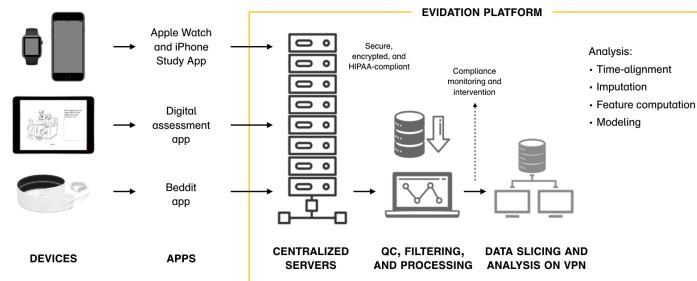 EVIDATION PLATFORM
Apple Watch
and iPhone
Study App
Secure,
encrypted, and
HIPAA-compliant
Compliance
monitoring and
intervention
Analysis:
• Time-alignment
• Imputation
• Feature computation
• Modeling
Digital
assessment
app
Beddit
app
DEVICES
APPS
CENTRALIZED
SERVERS
QC, FILTERING,
AND PROCESSING
DATA SLICING AND
ANALYSIS ON VPN